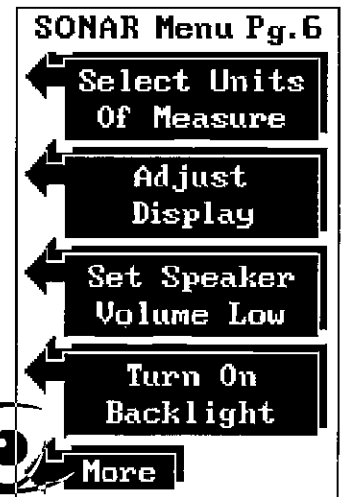 SONAR Menu Pg.6
Select Units
Of Measure
Adjust
Display
Set Speaker
Volume Low
Turn On
Backlight
More